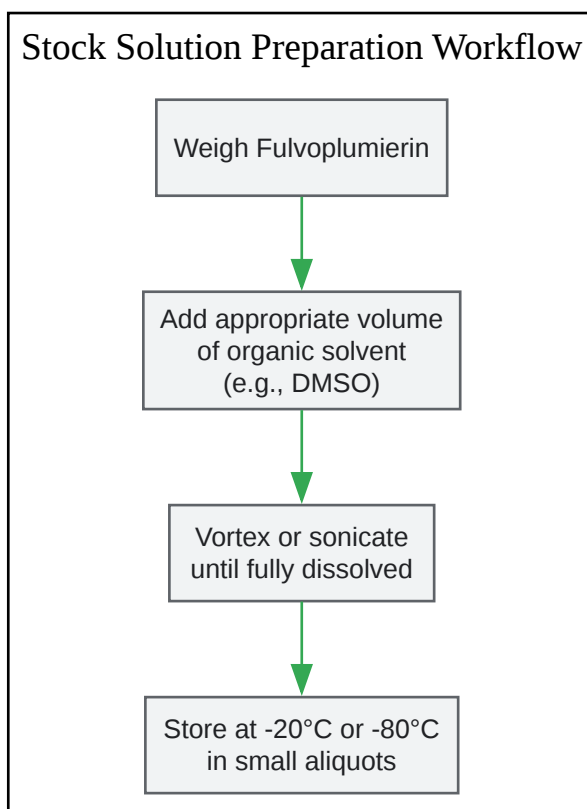 Stock Solution Preparation Workflow
Weigh Fulvoplumierin
Add appropriate volume
of organic solvent
(e.g., DMSO)
Vortex or sonicate
until fully dissolved
Store at -20°C or -80°C
in small aliquots